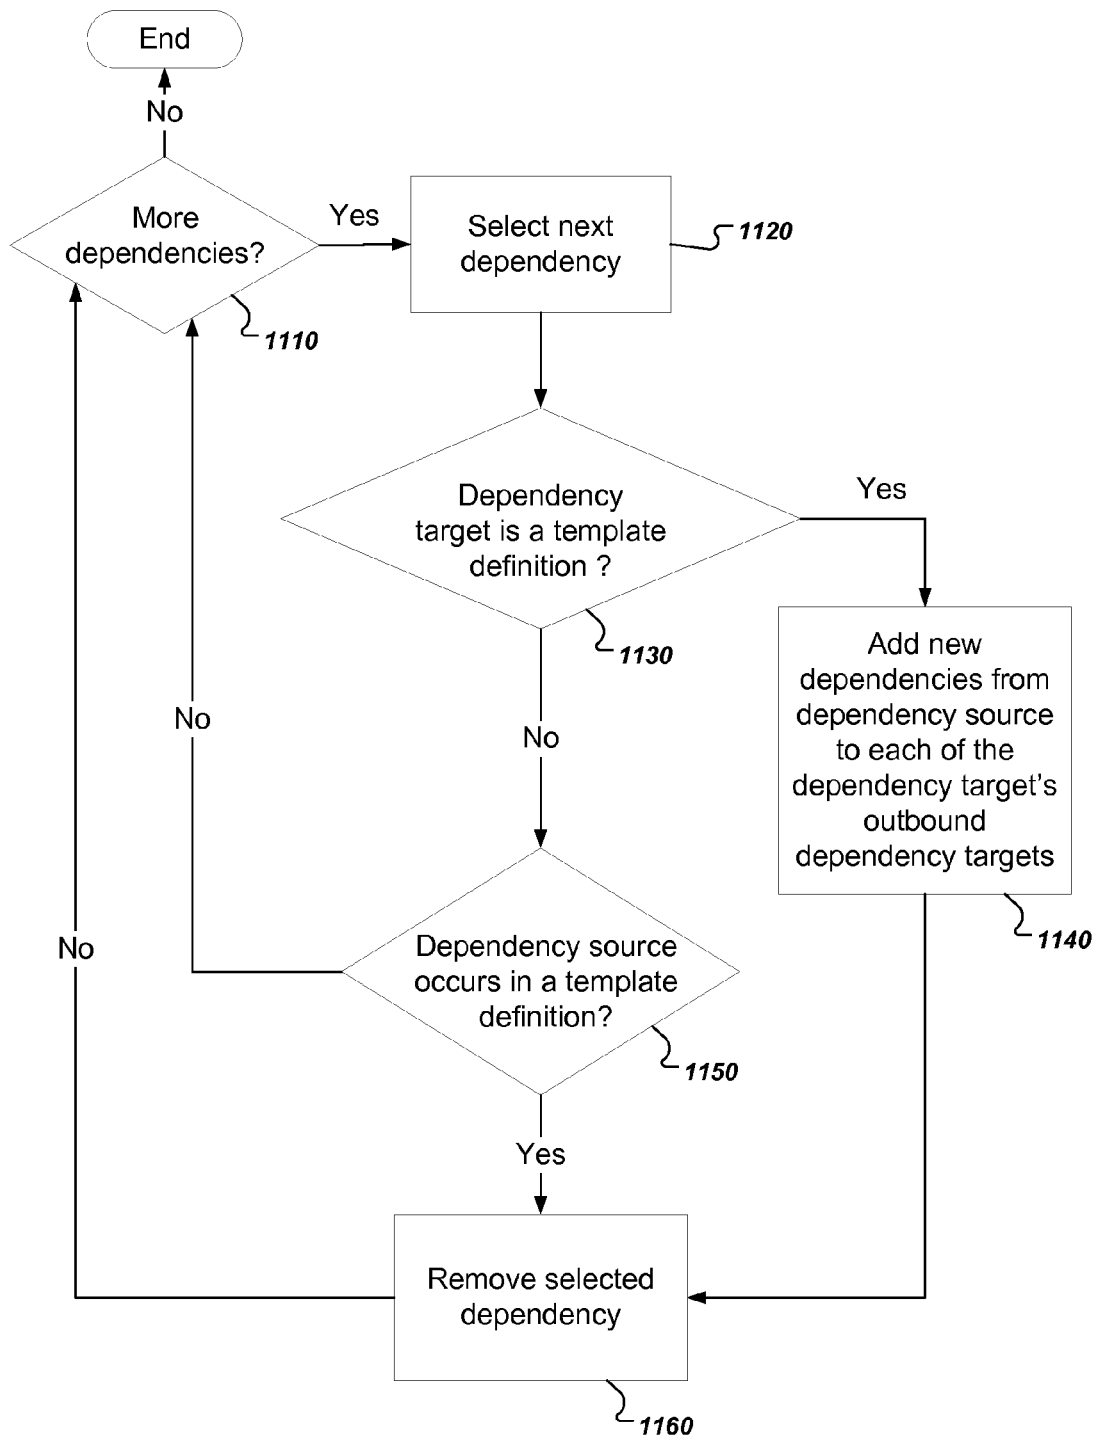 End
No
More
dependencies?
Yes
Select next
dependency
1120
1110
Dependency
target is a template
definition ?
Yes
1130
Add new
dependencies from
dependency source
to each of the
dependency target's
outbound
dependency targets
No
No
1140
No
Dependency source
occurs in a template
definition?
1150
Yes
Remove selected
dependency
1160